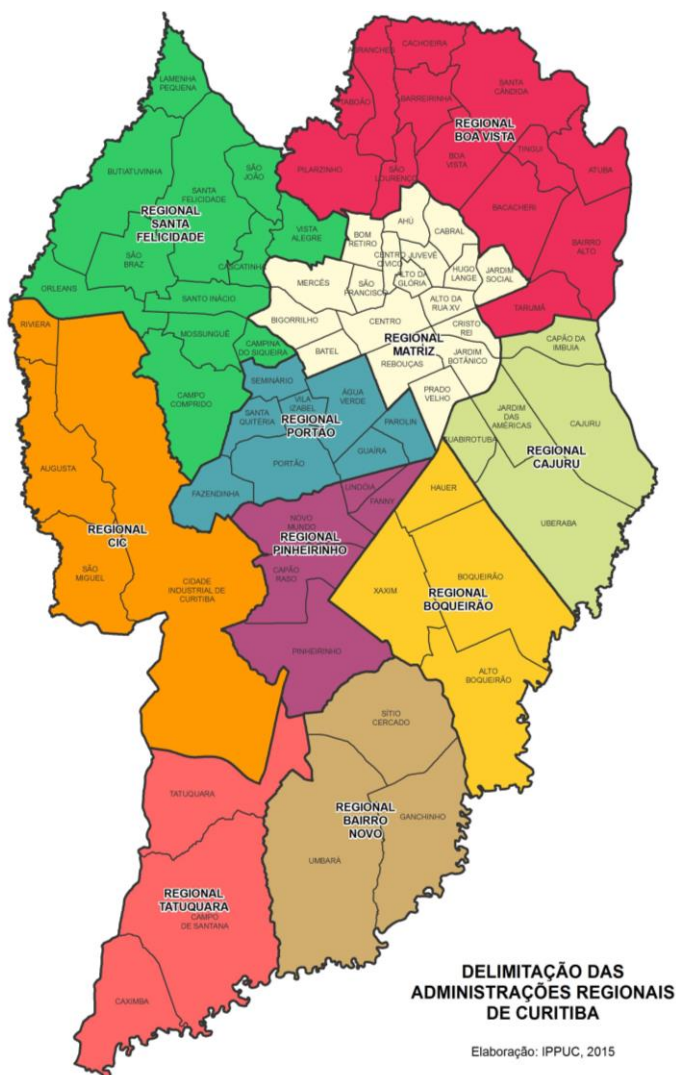 LAMENHA
PEQUENA
BUTIATUVINHA
SÃO
JOÃO
SANTA
FELICIDADE
REGIONAL
SANTA
FELICIDADE
SÃO
BRAZ
CASCATINHA
VISTA
ALEGRE
ORLEANS
SANTO INÁCIO
MOSSUNGUÊ
CAMPINA
DO SIQUEIRA
CAMPO
COMPRIDO
ABRANCHES
CACHOEIRA
TABOÃO
BARREIRINHA
SANTA
CÂNDIDA
REGIONAL
BOA VISTA
PILARZINHO
SÃO
LOURENÇO
BOA
VISTA
TINGUI
ATUBA
BACACHERI
BAIRRO
ALTO
TARUMÃ
AHÚ
BOM
RETIRO
CABRAL
CENTRO
CÍVICO
JUVEVÊ
ALTO DA
GLÓRIA
HUGO
LANGE
JARDIM
SOCIAL
MERCÊS
SÃO
FRANCISCO
ALTO DA
RUA XV
BIGORRILHO
CENTRO
CRISTO
REI
REGIONAL
MATRIZ
BATEL
REBOUÇAS
JARDIM
BOTÂNICO
PRADO
VELHO
SEMINÁRIO
ÁGUA
VERDE
SANTA
QUITÉRIA
VILA
IZABEL
REGIONAL
PORTÃO
PAROLIN
GUAÍRA
PORTÃO
FAZENDINHA
CAPÃO DA
IMBUIA
JARDIM
DAS
AMÉRICAS
CAJURU
GUABIROTUBA
REGIONAL
CAJURU
UBERABA
RIVIERA
AUGUSTA
REGIONAL
CIC
SÃO
MIGUEL
CIDADE
INDUSTRIAL DE
CURITIBA
LINDÓIA
FANNY
NOVO
MUNDO
REGIONAL
PINHEIRINHO
CAPÃO
RASO
PINHEIRINHO
HAUER
BOQUEIRÃO
XAXIM
REGIONAL
BOQUEIRÃO
ALTO
BOQUEIRÃO
SÍTIO
CERCADO
REGIONAL
BAIRRO
NOVO
GANCHINHO
UMBARÁ
TATUQUARA
REGIONAL
TATUQUARA
CAMPO
DE SANTANA
CAXIMBA
DELIMITAÇÃO DAS
ADMINISTRAÇÕES REGIONAIS
DE CURITIBA
Elaboração: IPPUC, 2015